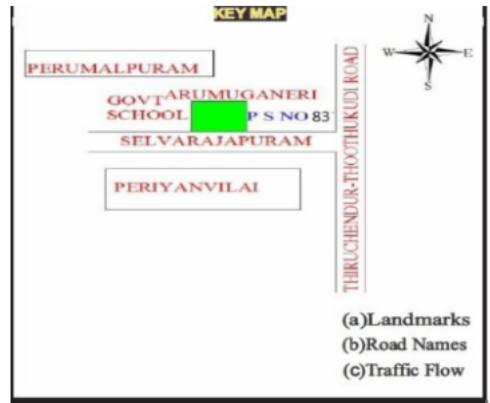 KEY MAP
N
W E
S
PERUMALPURAM
ARUMUGANERI
GOVT
SCHOOL P S NO 83
SELVARAJAPURAM
PERIYANVILAI
THIRUCHENDUR-THOOTHUKUDI ROAD
(a)Landmarks
(b)Road Names
(c)Traffic Flow